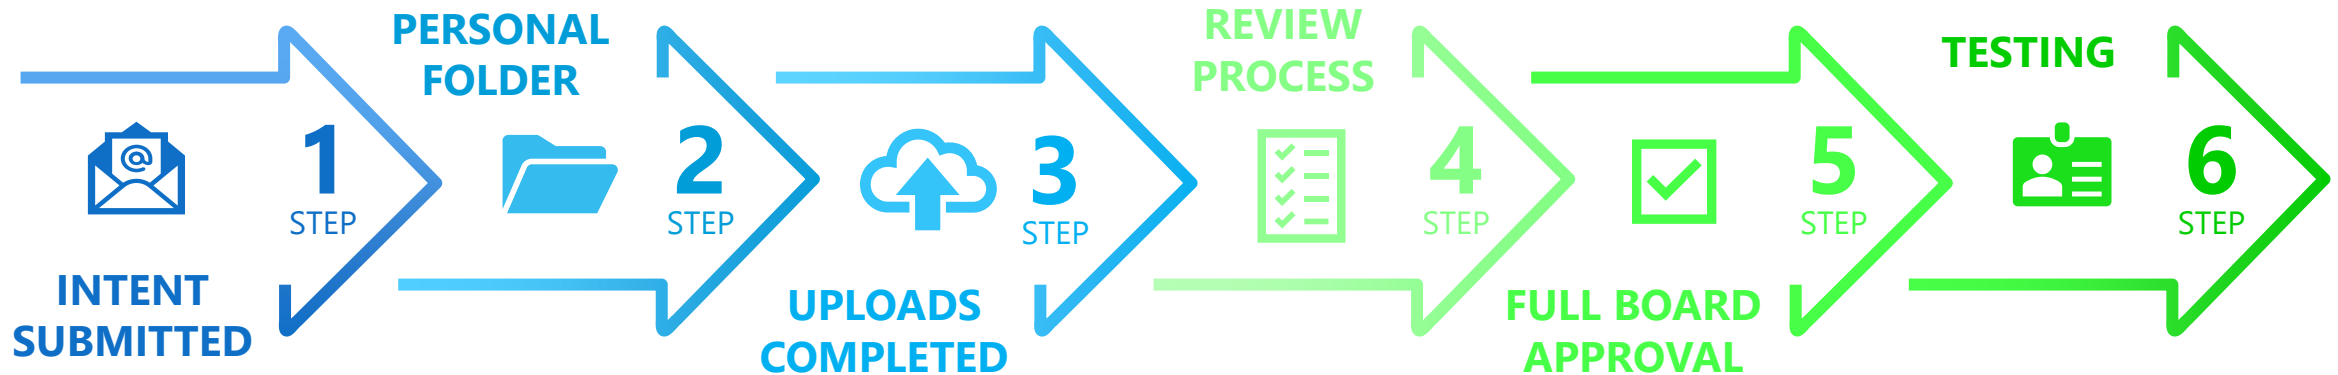 1
STEP
INTENT
SUBMITTED
PERSONAL
FOLDER
2
STEP
3
STEP
UPLOADS
COMPLETED
REVIEW
PROCESS
4
STEP
5
STEP
FULL BOARD
APPROVAL
TESTING
6
STEP